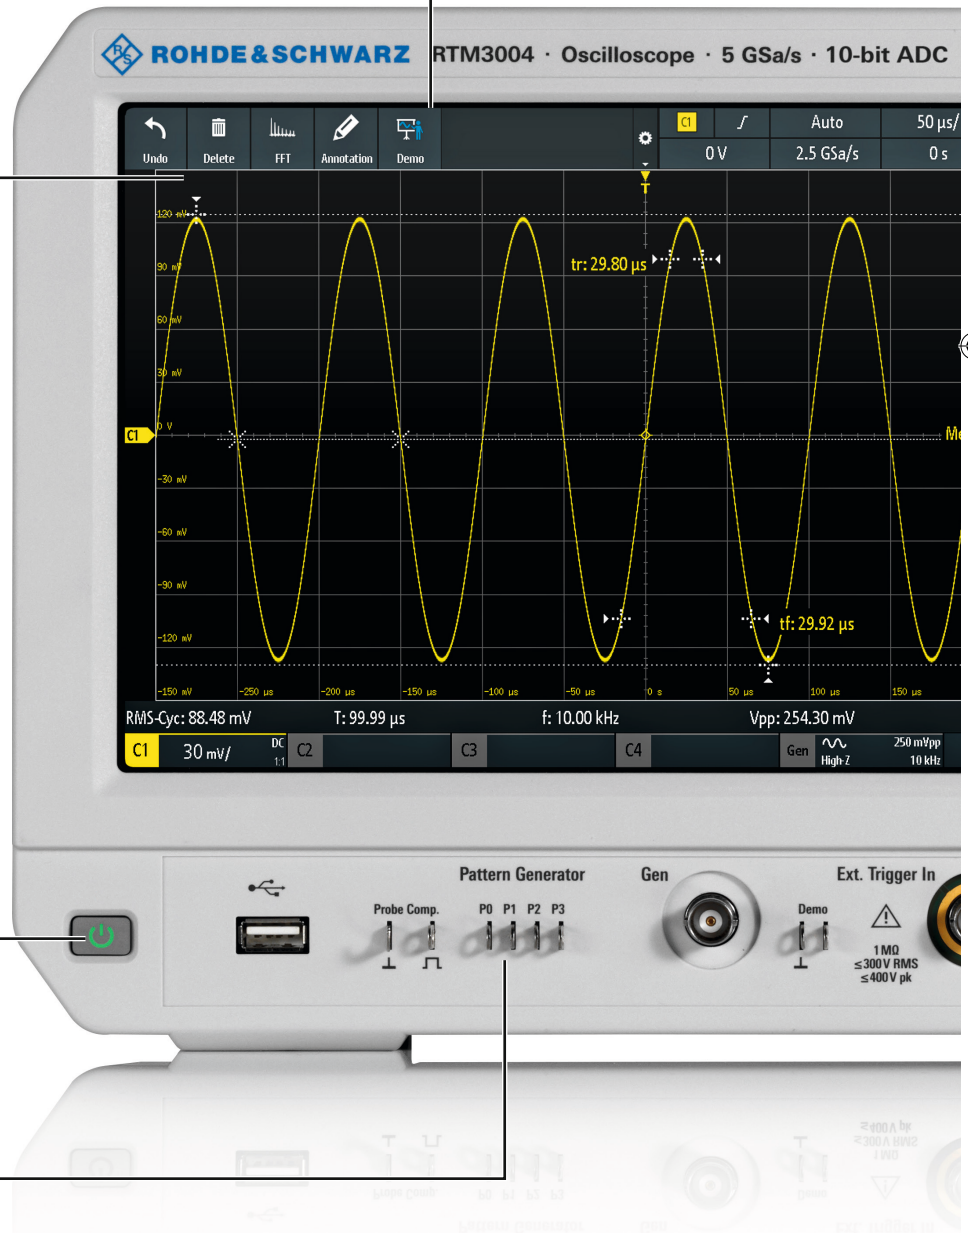 R S ROHDE&SCHWARZ RTM3004 · Oscilloscope · 5 GSa/s · 10-bit ADC
C1 Auto 50 µs/
Undo Delete FFT Annotation Demo 0 V 2.5 GSa/s 0 s
T
120 mV
90 mV
tr: 29.80 µs
60 mV
30 mV
C1 0 V
-30 mV
-60 mV
-90 mV
tf: 29.92 µs
-120 mV
-150 mV -250 µs -200 µs -150 µs -100 µs -50 µs 0 s 50 µs 100 µs 150 µs
RMS-Cyc: 88.48 mV T: 99.99 µs f: 10.00 kHz Vpp: 254.30 mV
C1 30 mV/ DC 1:1 C2 C3 C4 Gen High-Z 250 mVpp 10 kHz
Pattern Generator Gen Ext. Trigger In
Probe Comp. P0 P1 P2 P3 Demo
1 MΩ
≤300 V RMS
≤400 V pk